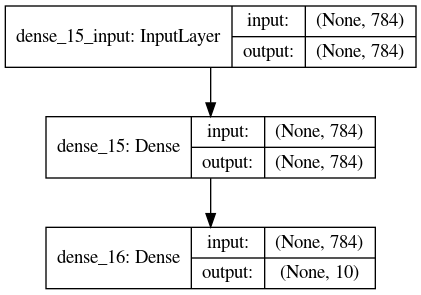 dense_15_input: InputLayer
input: (None, 784)
output: (None, 784)
dense_15: Dense
input: (None, 784)
output: (None, 784)
dense_16: Dense
input: (None, 784)
output: (None, 10)